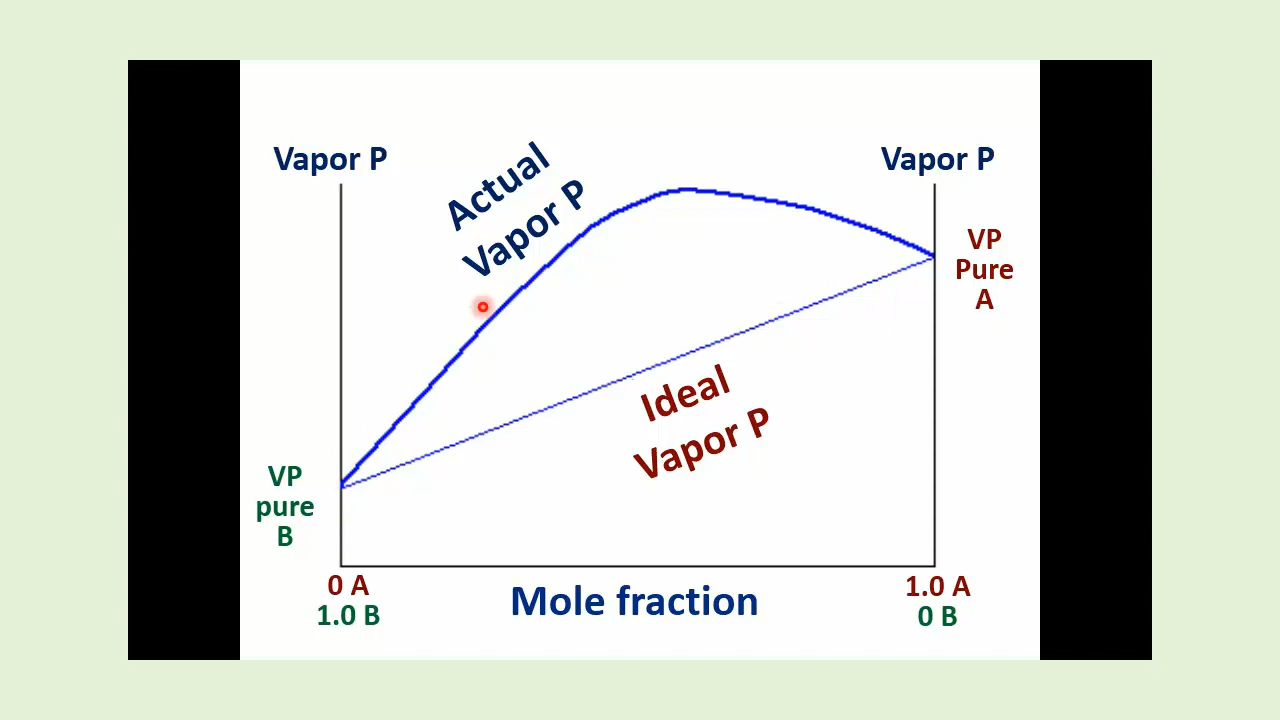 Vapor P
Vapor P
Actual
Vapor P
VP
Pure
A
Ideal
Vapor P
VP
pure
B
0 A
1.0 B
Mole fraction
1.0 A
0 B